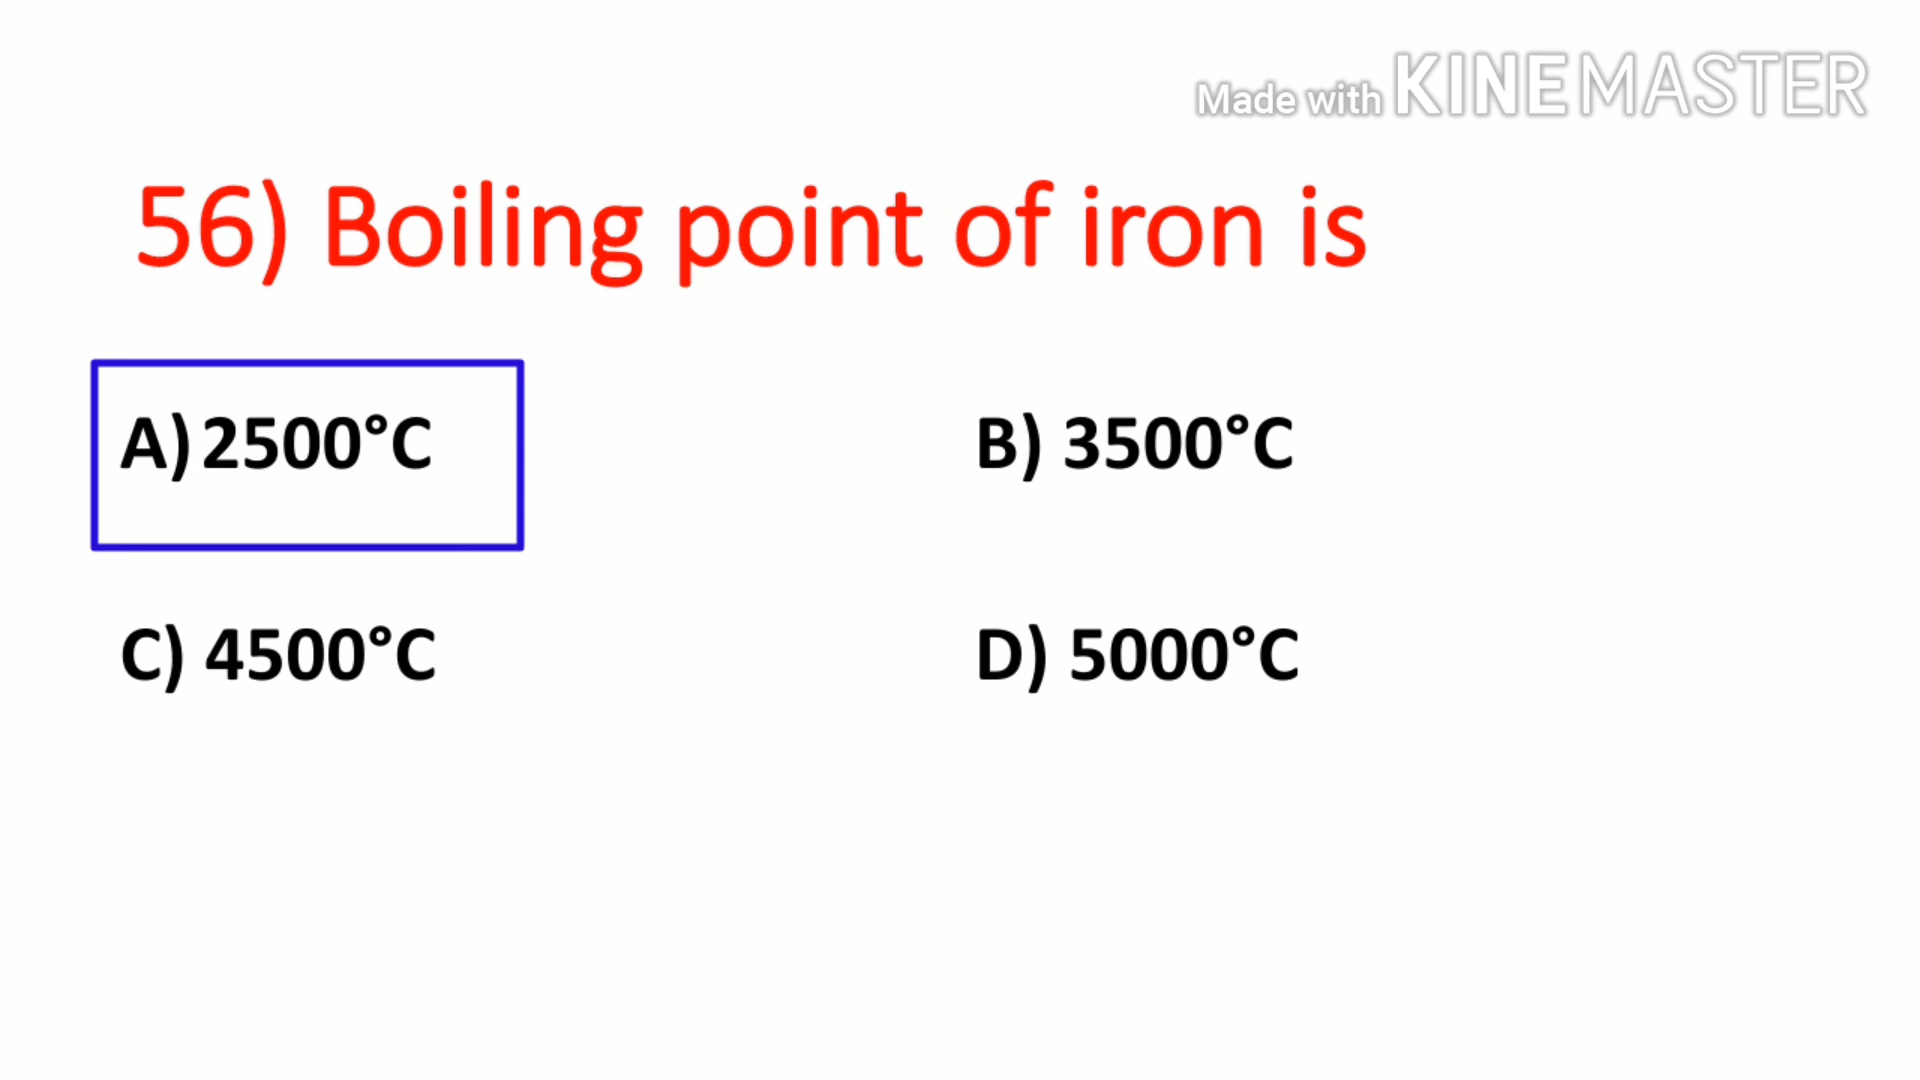 Made with KINEMASTER
56) Boiling point of iron is
A) 2500°C B) 3500°C
C) 4500°C D) 5000°C